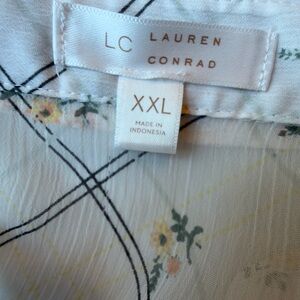 LC LAUREN
CONRAD
XXL
MADE IN
INDONESIA